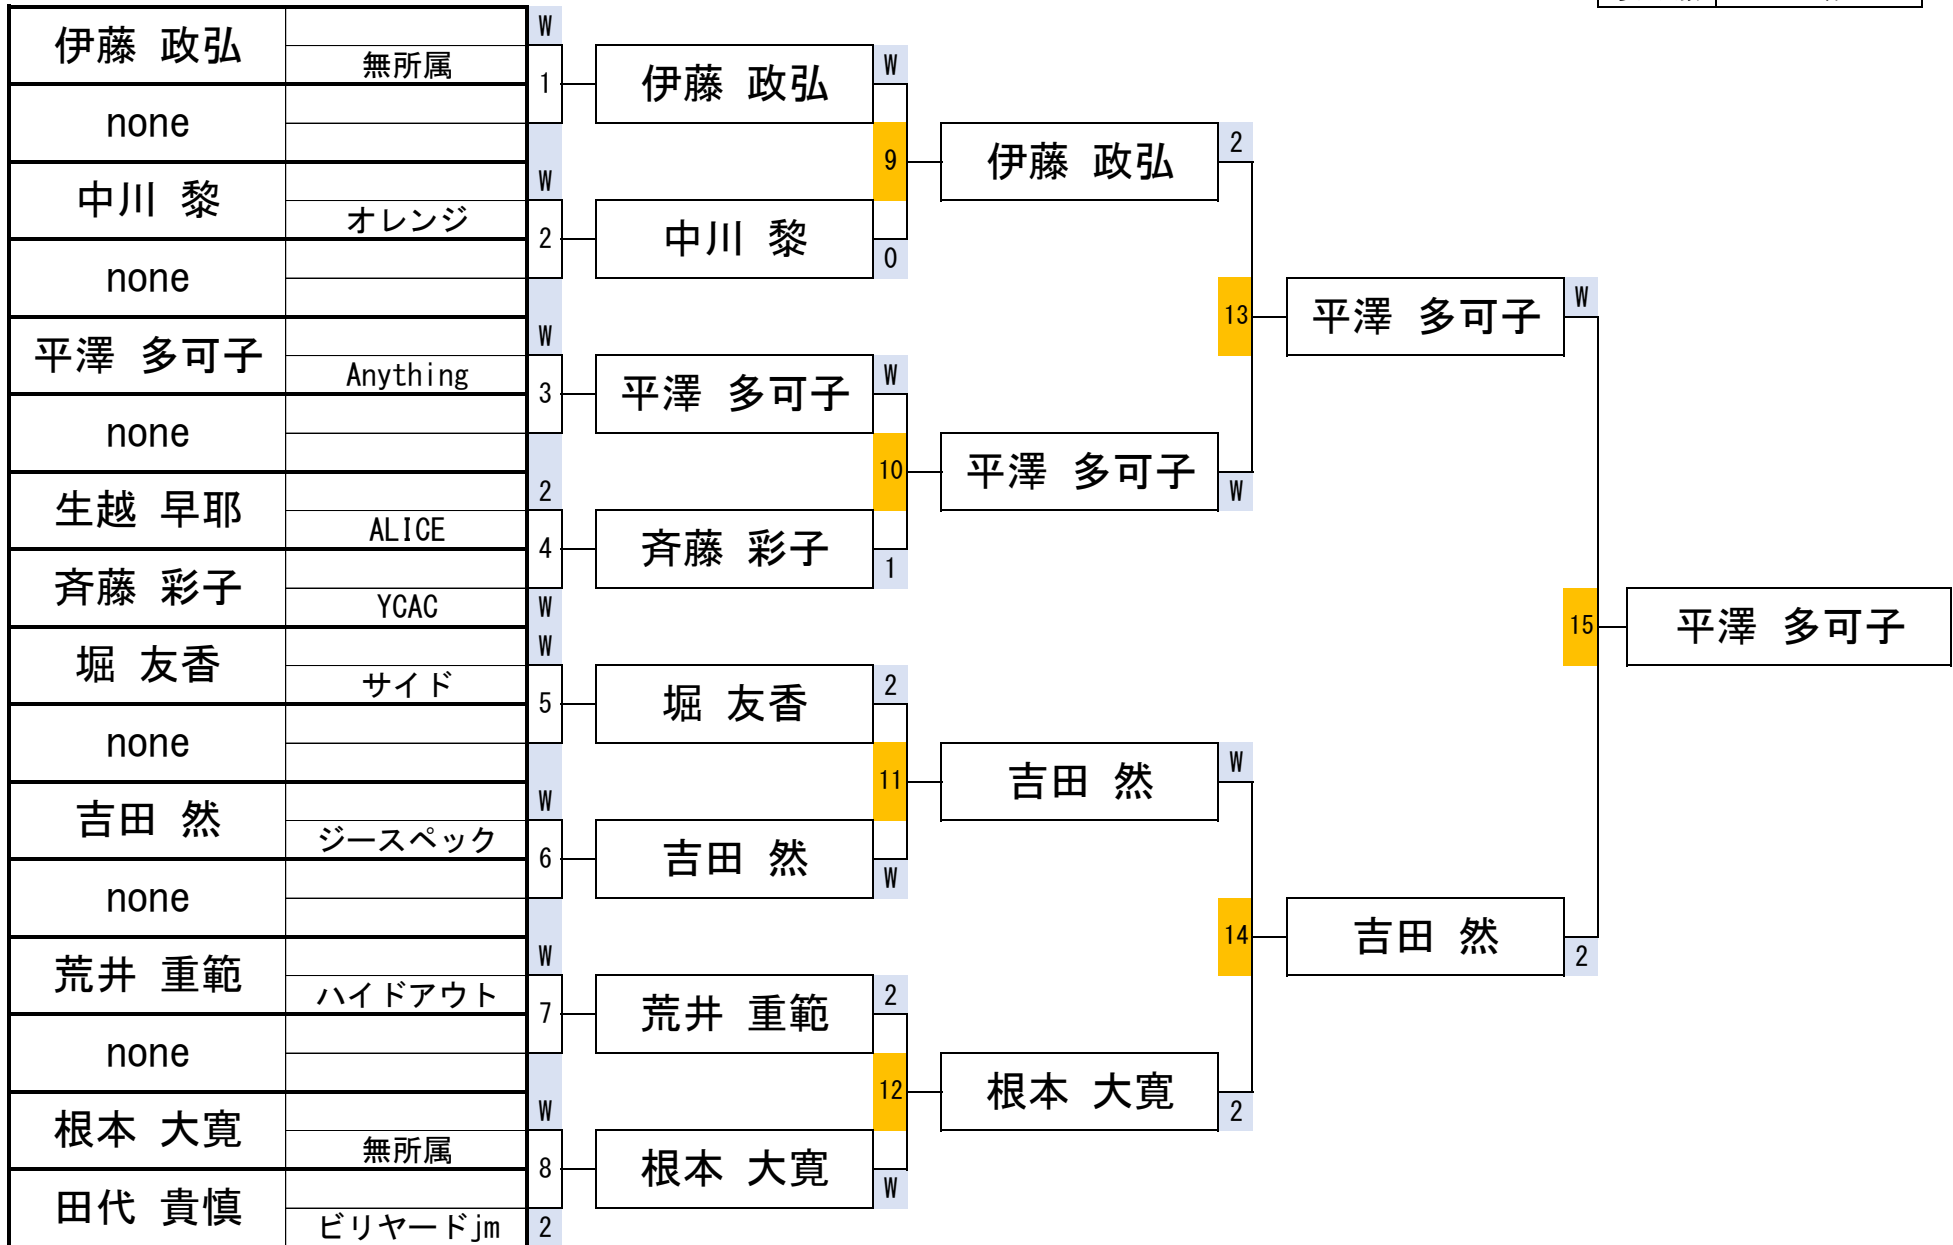 伊藤 政弘
無所属
W
1
none
中川 黎
オレンジ
W
2
none
平澤 多可子
Anything
W
3
none
生越 早耶
ALICE
2
4
斉藤 彩子
YCAC
W
堀 友香
サイド
W
5
none
吉田 然
ジースペック
W
6
none
荒井 重範
ハイドアウト
W
7
none
根本 大寛
無所属
W
8
田代 貴慎
ビリヤードjm
2
伊藤 政弘
W
9
中川 黎
0
平澤 多可子
W
10
斉藤 彩子
1
堀 友香
2
11
吉田 然
W
荒井 重範
2
12
根本 大寛
W
伊藤 政弘
2
13
平澤 多可子
W
吉田 然
W
14
根本 大寛
2
平澤 多可子
W
15
吉田 然
2
平澤 多可子